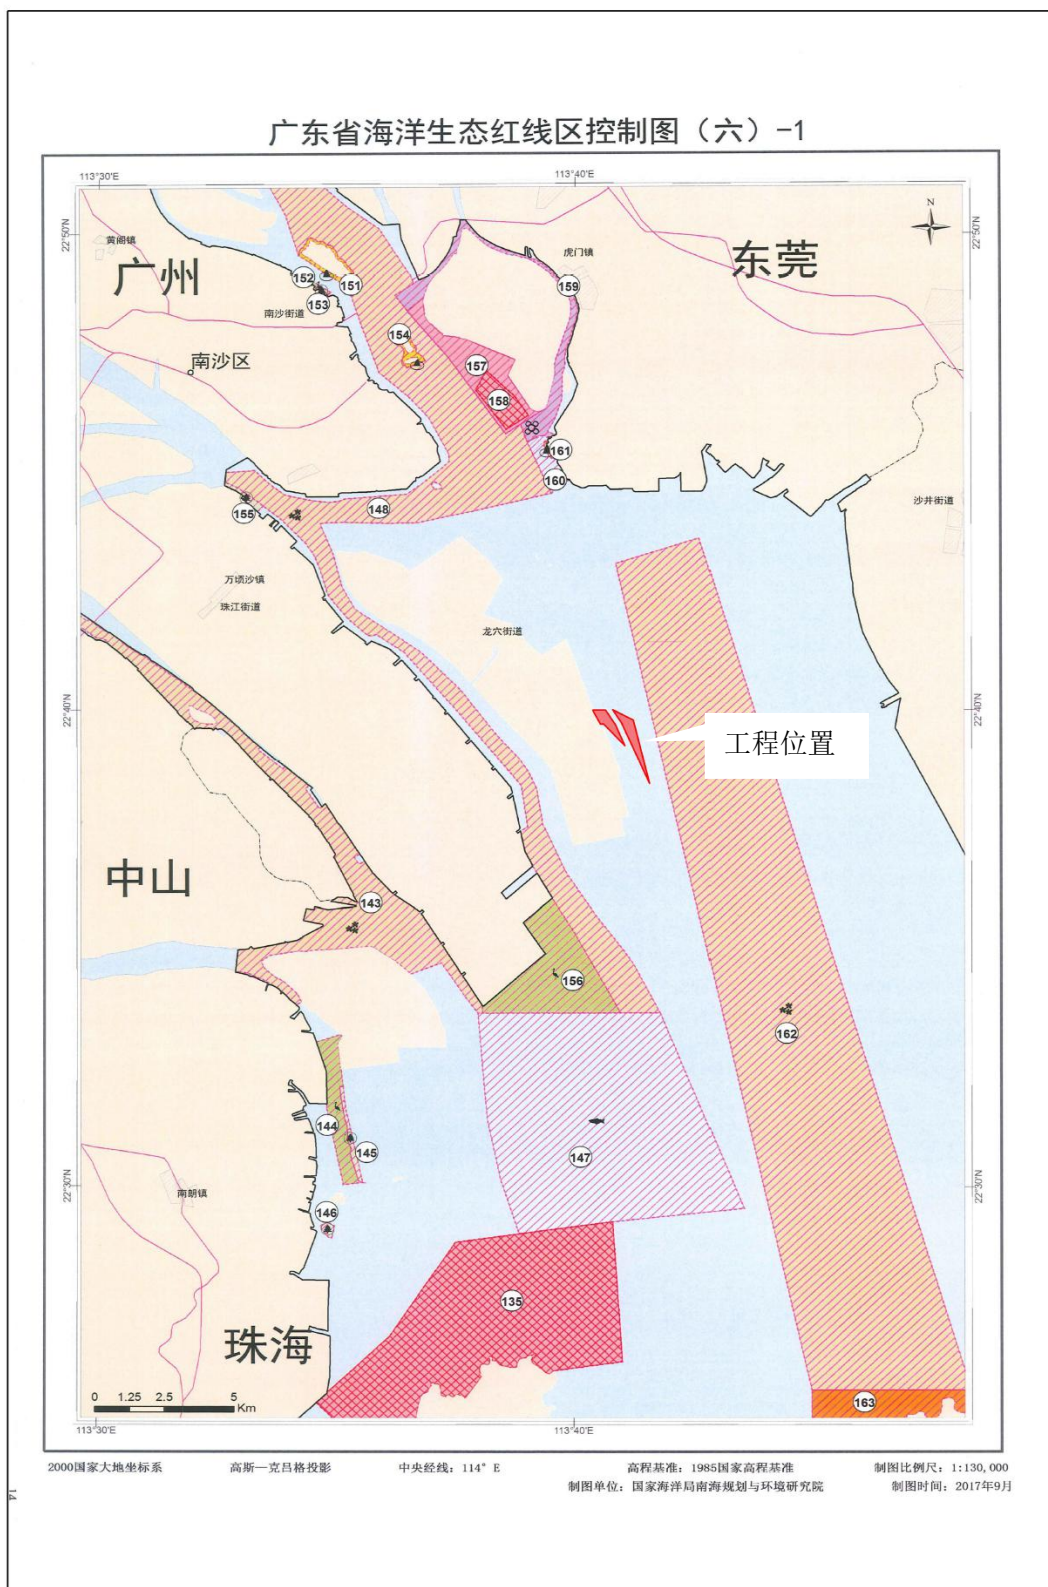 广东省海洋生态红线区控制图（六）-1
113°30'E
113°40'E
22°50'N
22°50'N
N
黄阁镇
虎门镇
东莞
广州
152
151
159
153
南沙街道
154
南沙区
157
158
161
160
155
148
沙井街道
万顷沙镇
珠江街道
龙穴街道
22°40'N
22°40'N
工程位置
中山
143
156
162
144
145
147
22°30'N
22°30'N
南朗镇
146
135
珠海
0 1.25 2.5 5
Km
163
113°30'E
113°40'E
2000国家大地坐标系 高斯—克吕格投影 中央经线：114° E 高程基准：1985国家高程基准 制图比例尺：1:130,000
制图单位：国家海洋局南海规划与环境研究院 制图时间：2017年9月
14